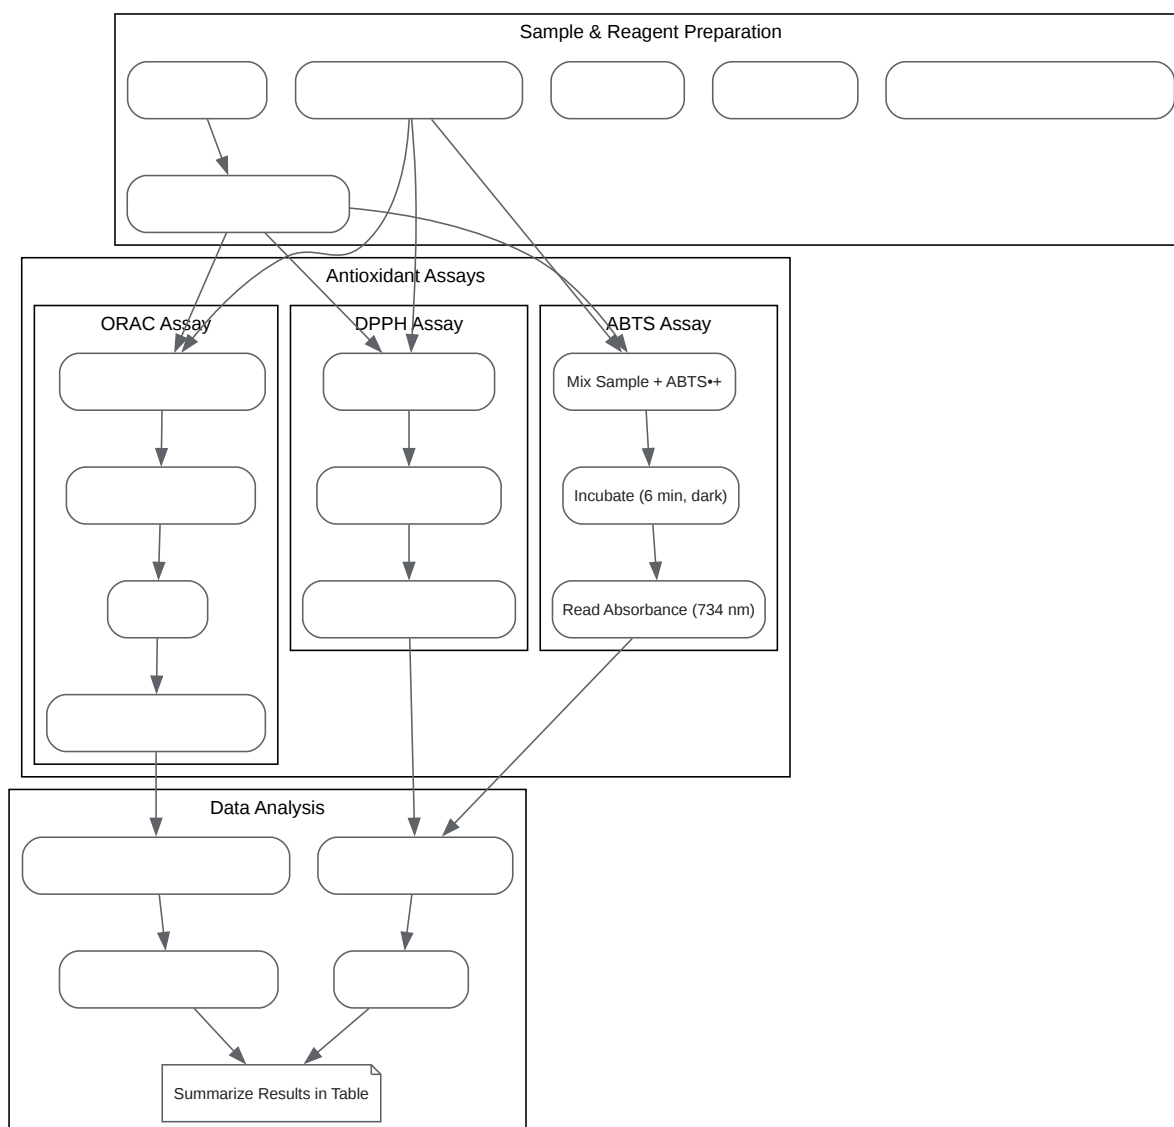 Sample & Reagent Preparation
Antioxidant Assays
ORAC Assay
DPPH Assay
ABTS Assay
Mix Sample + ABTS•+
Incubate (6 min, dark)
Read Absorbance (734 nm)
Data Analysis
Summarize Results in Table